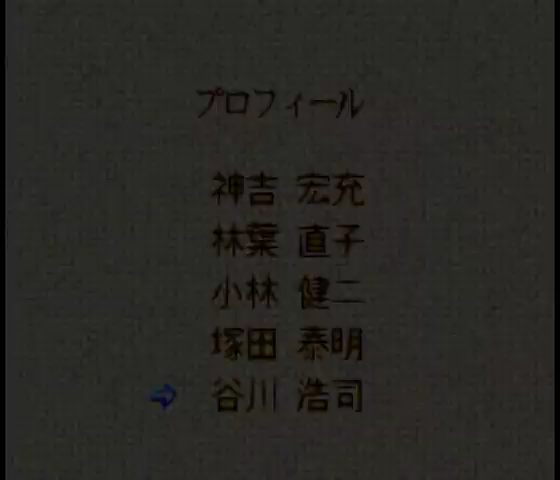 プロフィール
神吉 宏充
林葉 直子
小林 健二
塚田 泰明
谷川 浩司